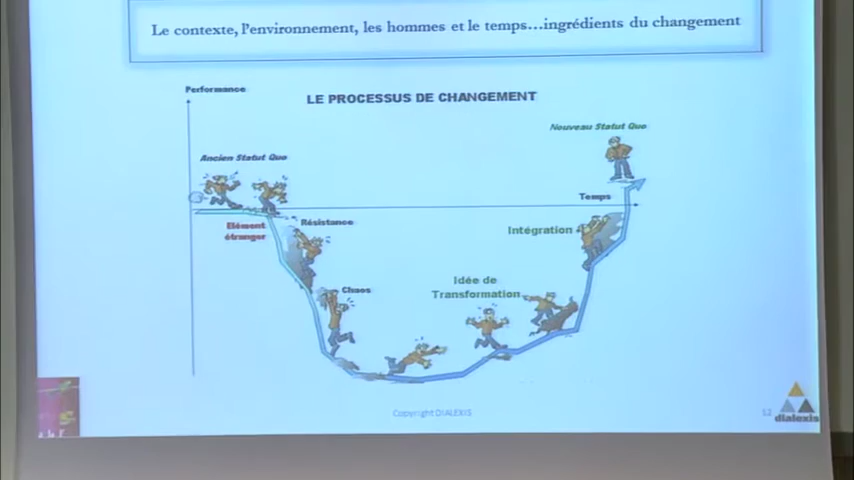 Le contexte, l'environnement, les hommes et le temps...ingrédients du changement
Performance
LE PROCESSUS DE CHANGEMENT
Nouveau Statut Quo
Ancien Statut Quo
Temps
Elément
étranger
Résistance
Intégration
Chaos
Idée de
Transformation
Copyright DIALEXIS
12
dialexis